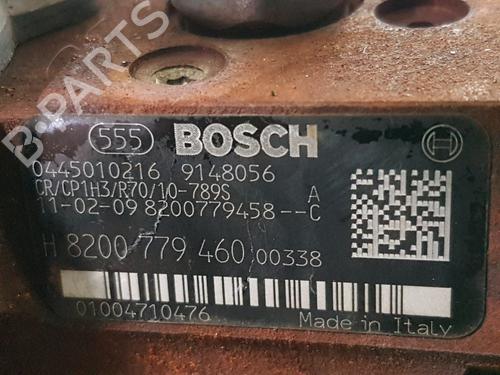 B-PARTS
555 BOSCH
0445010216 9148056
CR/CP1H3/R70/10-789S A
11-02-09 8200779458--C
H 8200 779 460 00338
01004710476
Made in Italy